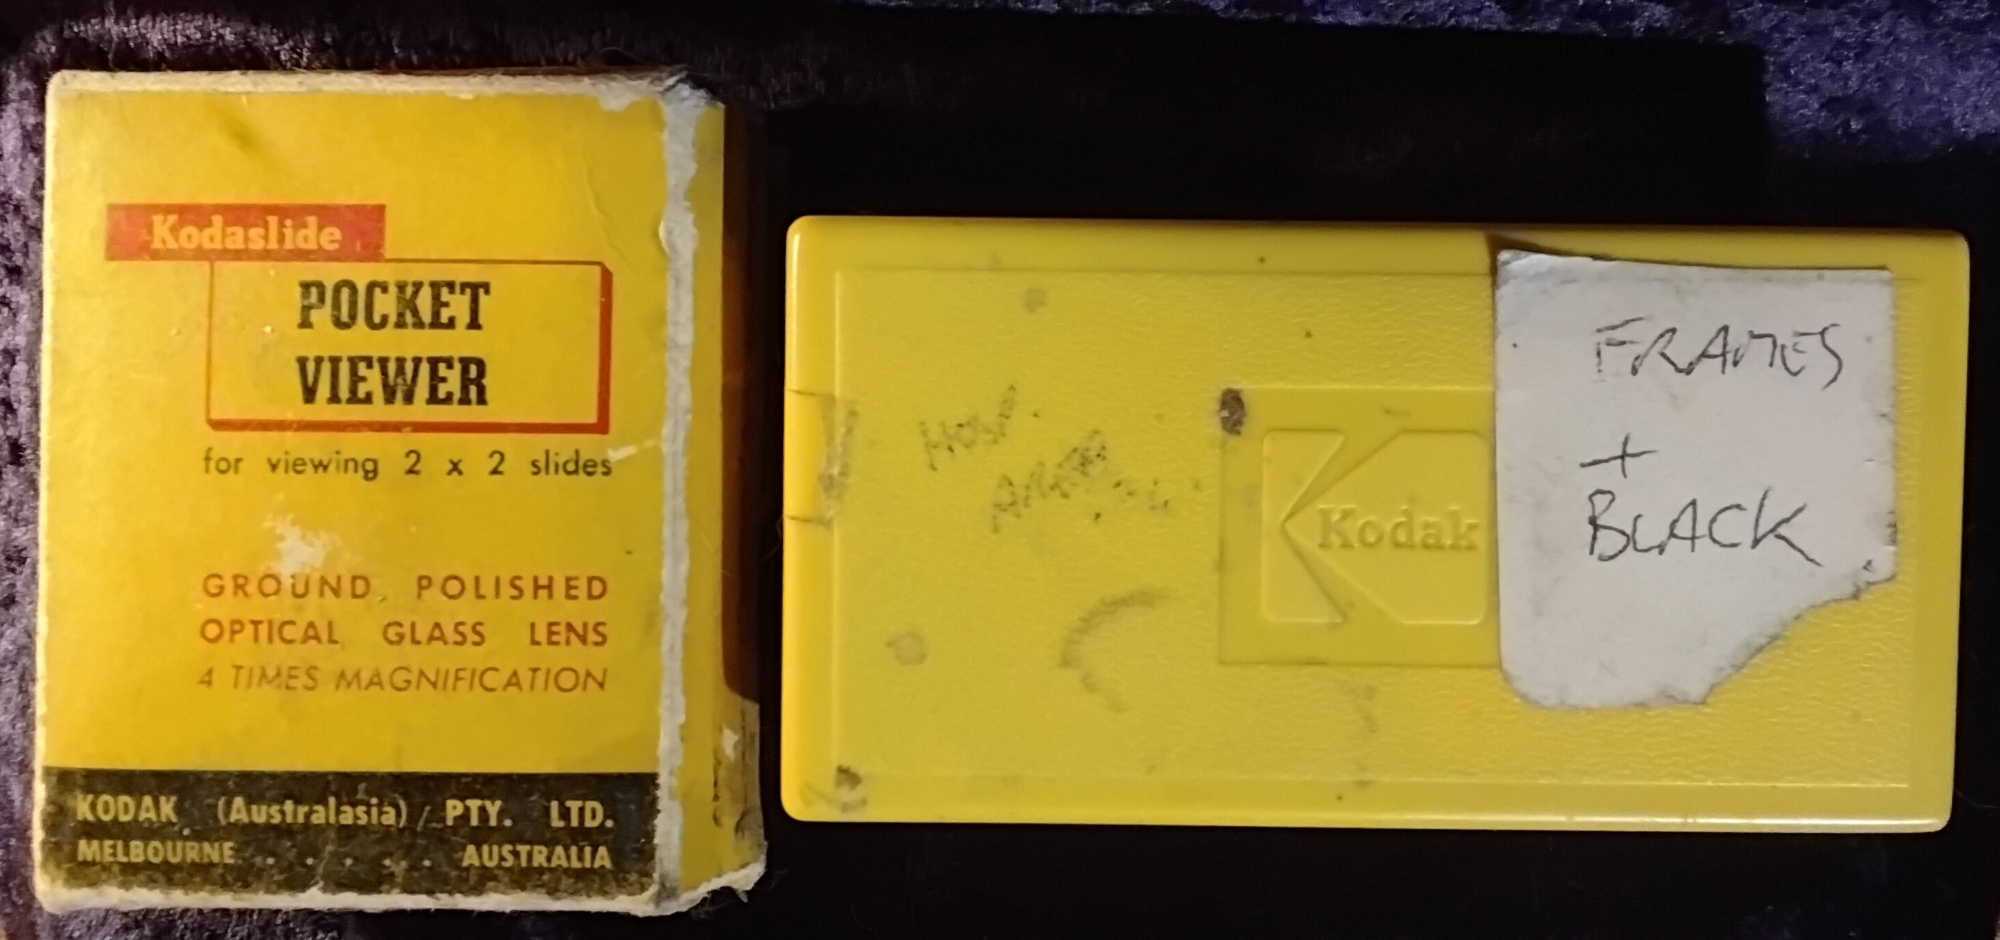 Kodaslide
POCKET
VIEWER
for viewing 2 x 2 slides
GROUND, POLISHED
OPTICAL GLASS LENS
4 TIMES MAGNIFICATION
KODAK (Australasia) PTY. LTD.
MELBOURNE . . . . . . AUSTRALIA
Kodak
FRAMES
+
BLACK